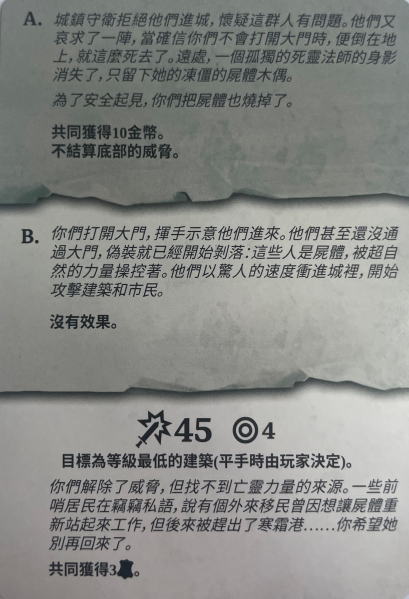 A. 城鎮守衛拒絕他們進城，懷疑這群人有問題。他們又
哀求了一陣，當確信你們不會打開大門時，便倒在地
上，就這麼死去了。遠處，一個孤獨的死靈法師的身影
消失了，只留下她的凍僵的屍體木偶。
為了安全起見，你們把屍體也燒掉了。
共同獲得10金幣。
不結算底部的威脅。
B. 你們打開大門，揮手示意他們進來。他們甚至還沒通
過大門，偽裝就已經開始剝落：這些人是屍體，被超自
然的力量操控著。他們以驚人的速度衝進城裡，開始
攻擊建築和市民。
沒有效果。
45 4
目標為等級最低的建築(平手時由玩家決定)。
你們解除了威脅，但找不到亡靈力量的來源。一些前
哨居民在竊竊私語，說有個外來移民曾因想讓屍體重
新站起來工作，但後來被趕出了寒霜港……你希望她
別再回來了。
共同獲得3。